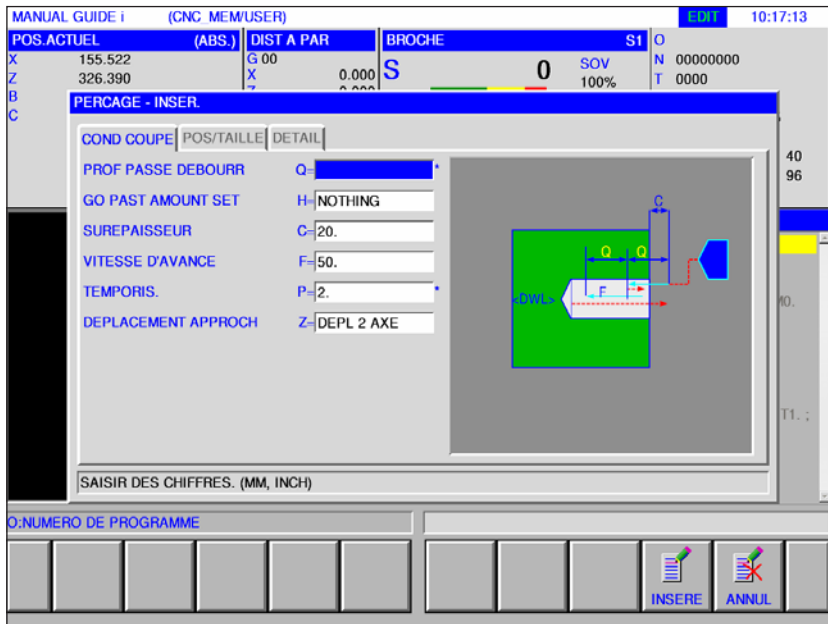 MANUAL GUIDE i (CNC_MEM/USER) EDIT 10:17:13
POS.ACTUEL (ABS.) DIST A PAR BROCHE S1 O
X 155.522 G 00 N 00000000
Z 326.390 X 0.000 S 0 SOV 100% T 0000
B
C
PERCAGE - INSER.
COND COUPE POS/TAILLE DETAIL
PROF PASSE DEBOURR Q= *
GO PAST AMOUNT SET H= NOTHING
SUREPAISSEUR C= 20.
VITESSE D'AVANCE F= 50.
TEMPORIS. P= 2. *
DEPLACEMENT APPROCH Z= DEPL 2 AXE
C
Q Q
F
<DWL>
40
96
M0.
T1. ;
SAISIR DES CHIFFRES. (MM, INCH)
O:NUMERO DE PROGRAMME
INSERE ANNUL